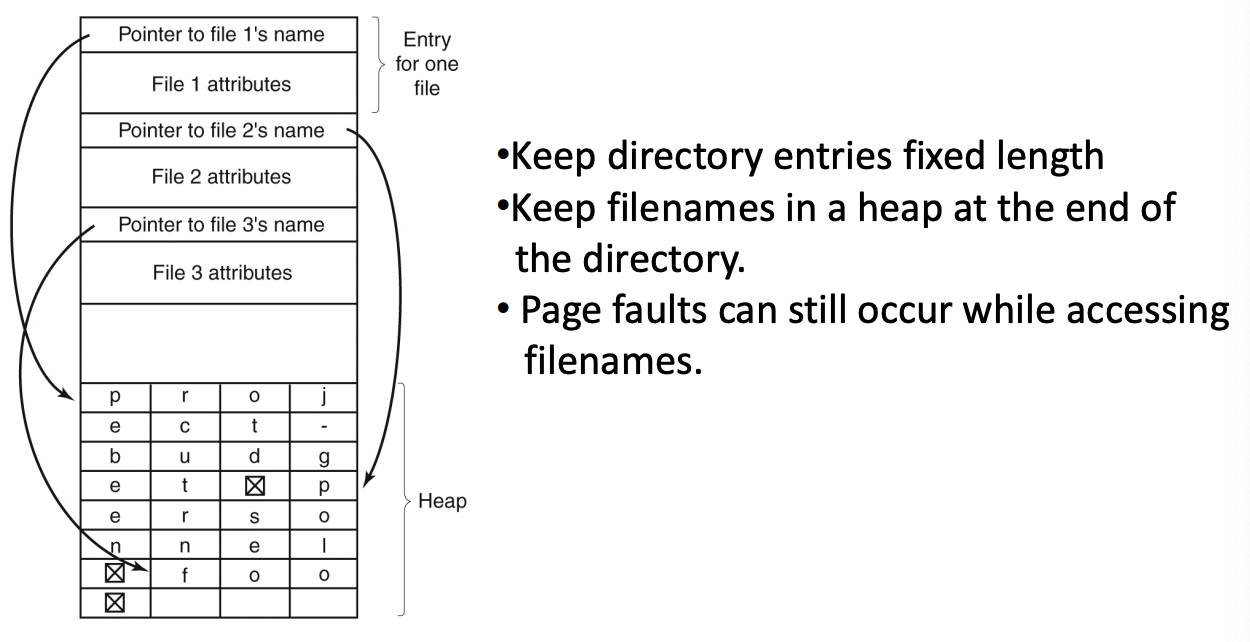 Pointer to file 1's name
File 1 attributes
Pointer to file 2's name
File 2 attributes
Pointer to file 3's name
File 3 attributes
p r o j
e c t -
b u d g
e t ☒ p
e r s o
n n e l
☒ f o o
☒
Entry
for one
file
Heap
•Keep directory entries fixed length
•Keep filenames in a heap at the end of
the directory.
• Page faults can still occur while accessing
filenames.